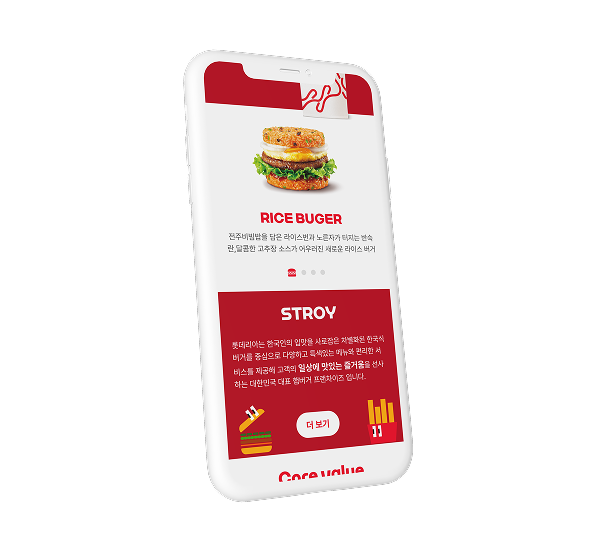 RICE BUGER
전주비빔밥을 담은 라이스번과 노른자가 터지는 반숙
란,달콤한 고추장 소스가 어우러진 새로운 라이스 버거
STROY
롯데리아는 한국인의 입맛을 사로잡은 차별화된 한국식
버거를 중심으로 다양하고 특색있는 메뉴와 편리한 서
비스를 제공해 고객의 일상에 맛있는 즐거움을 선사
하는 대한민국 대표 햄버거 프랜차이즈 입니다.
더 보기
Core value